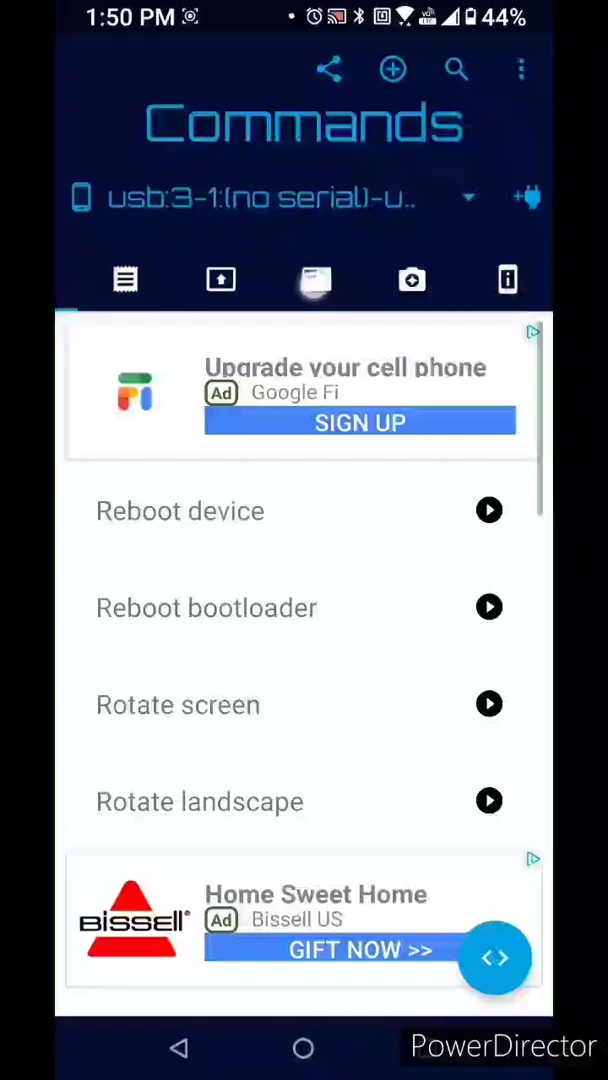 1:50 PM
44%
Commands
usb:3-1:(no serial)-u..
Upgrade your cell phone
Ad Google Fi
SIGN UP
Reboot device
Reboot bootloader
Rotate screen
Rotate landscape
BISSELL®
Home Sweet Home
Ad Bissell US
GIFT NOW >>
PowerDirector